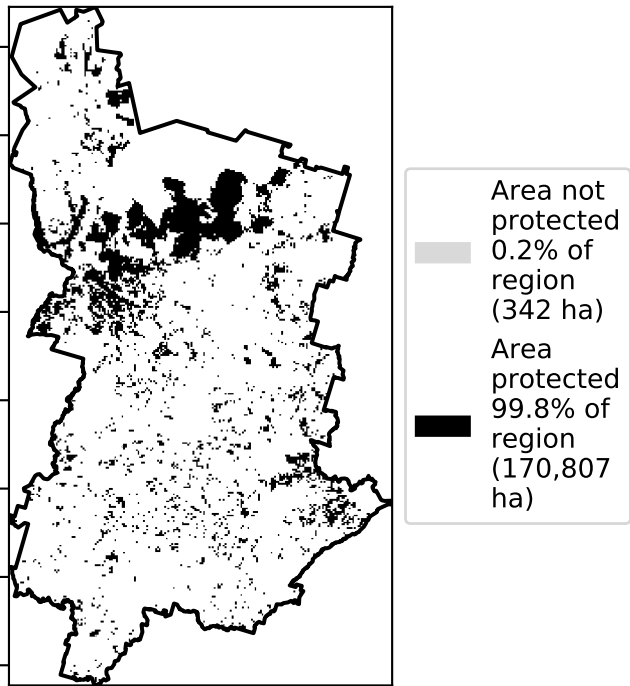 Area not
protected
0.2% of
region
(342 ha)
Area
protected
99.8% of
region
(170,807
ha)